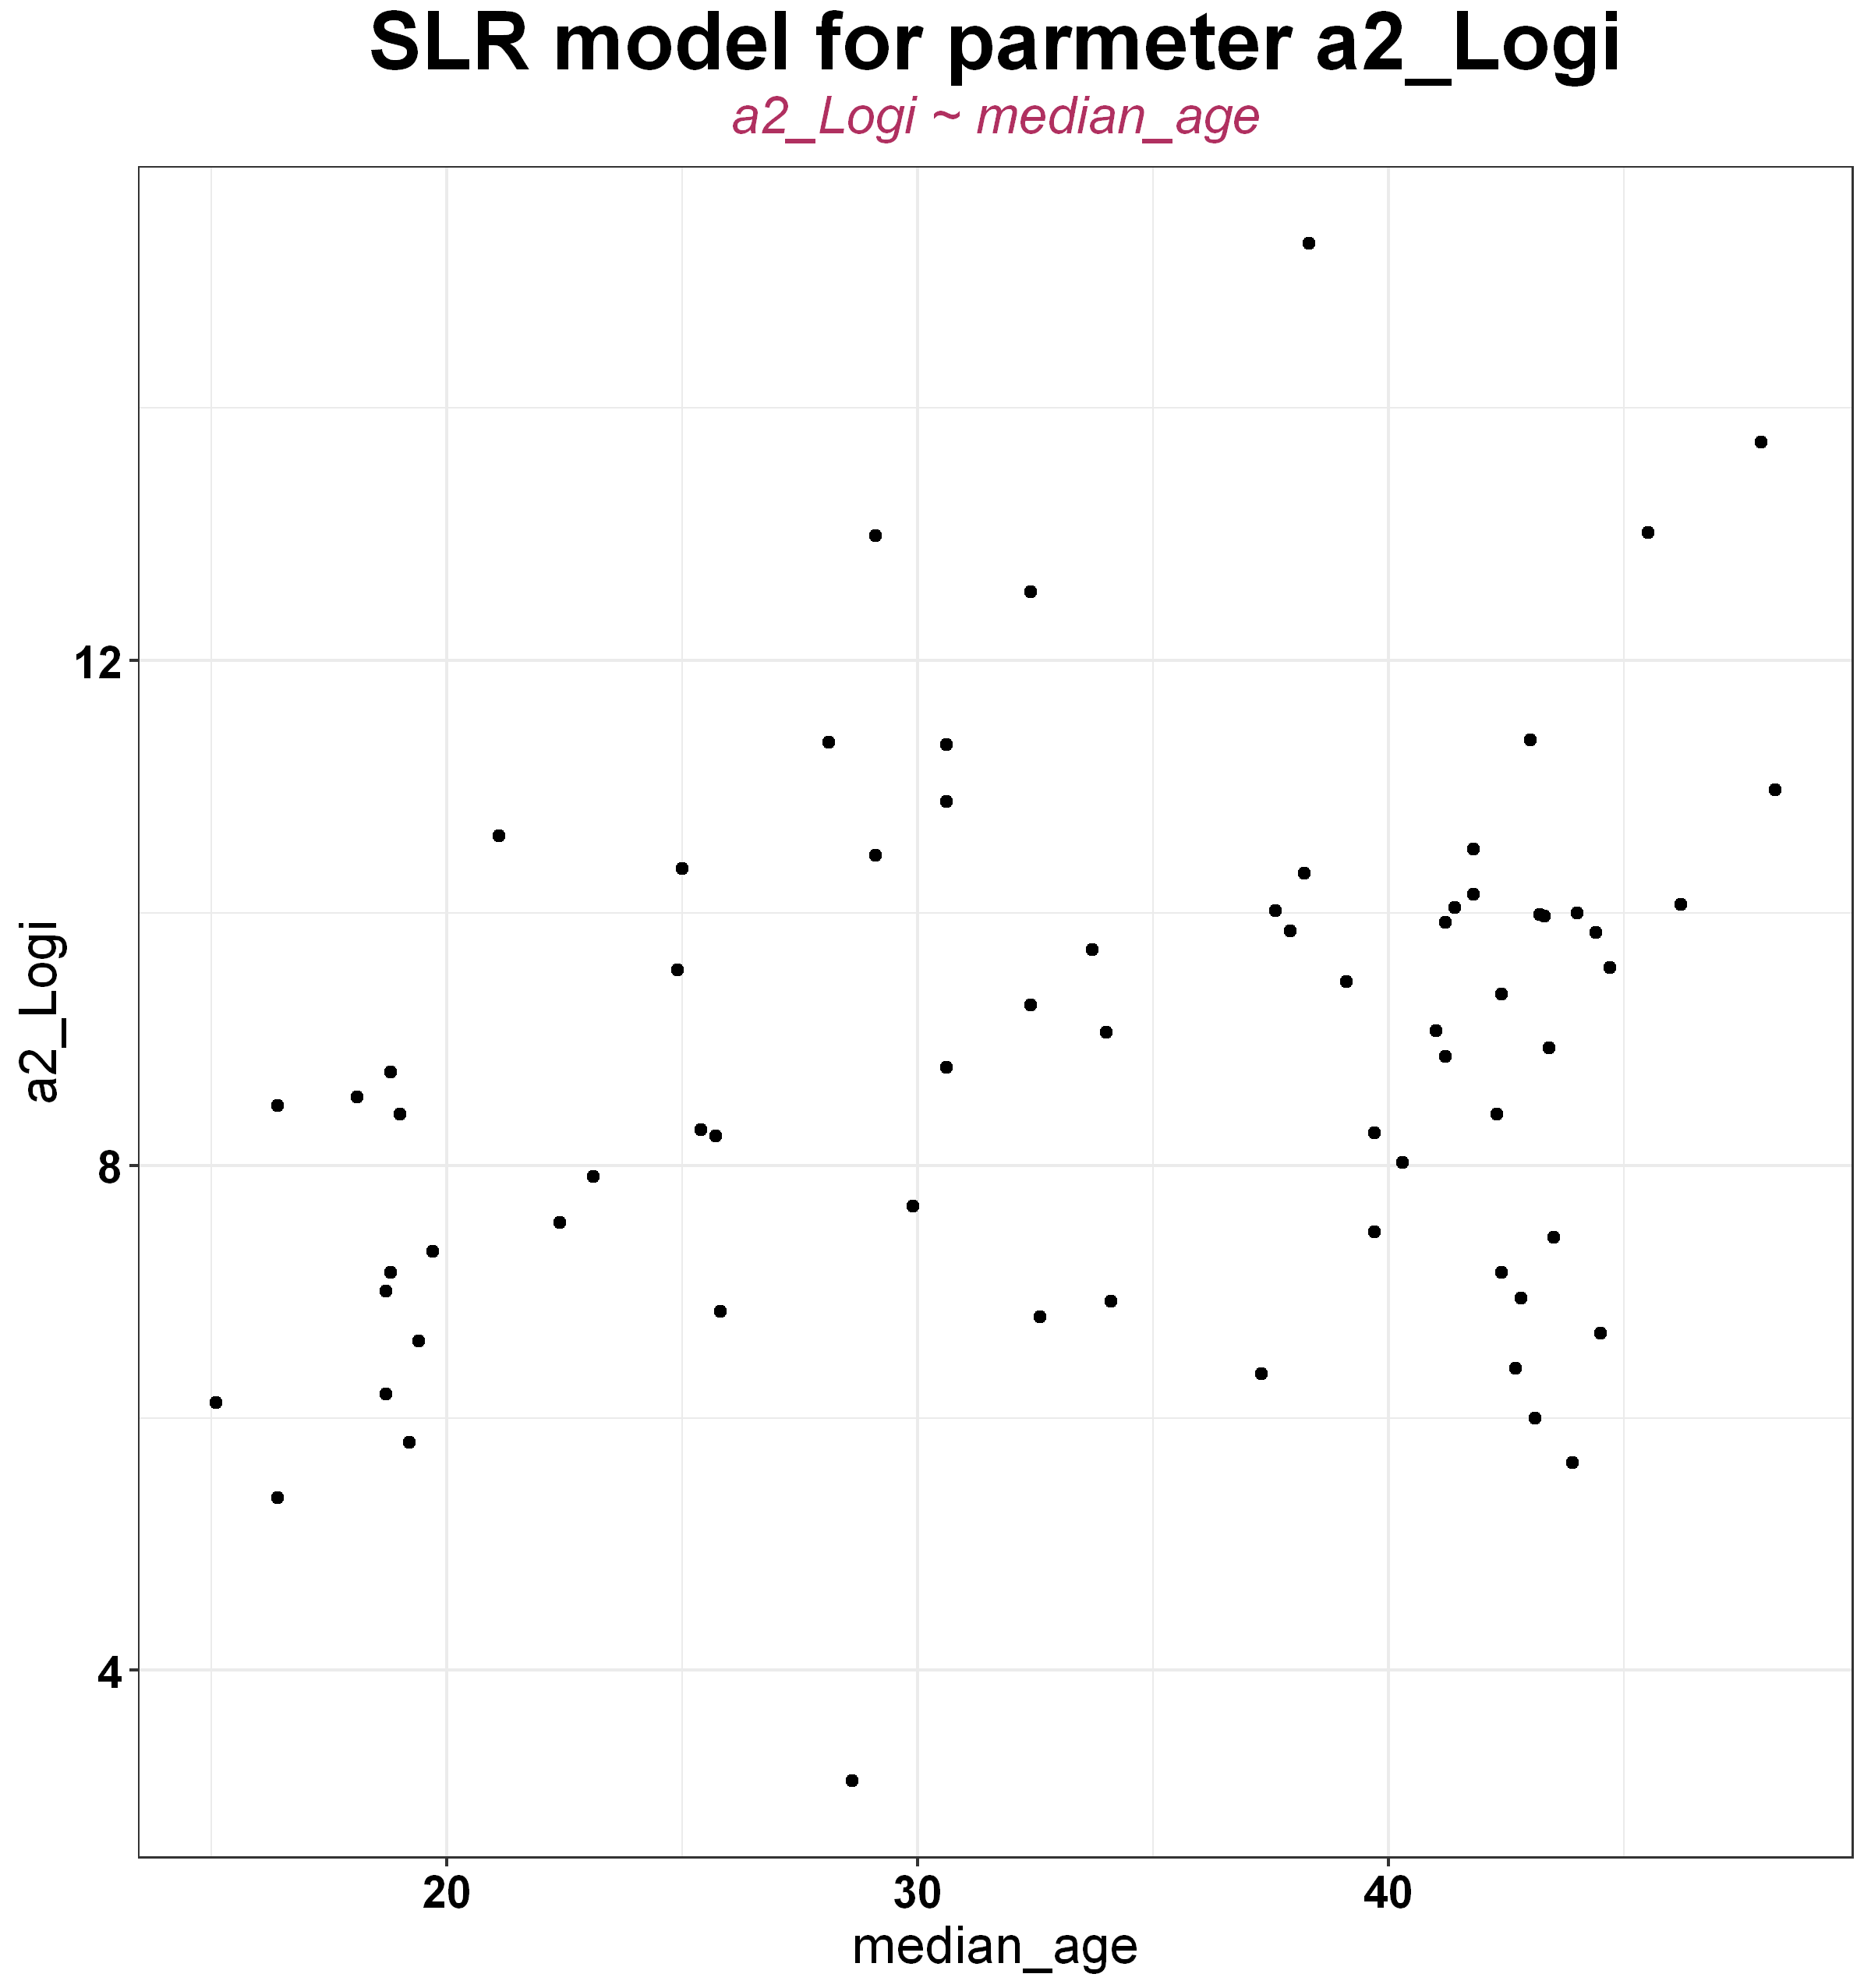 SLR model for parmeter a2_Logi
a2_Logi ~ median_age
a2_Logi
12
8
4
20 30 40
median_age